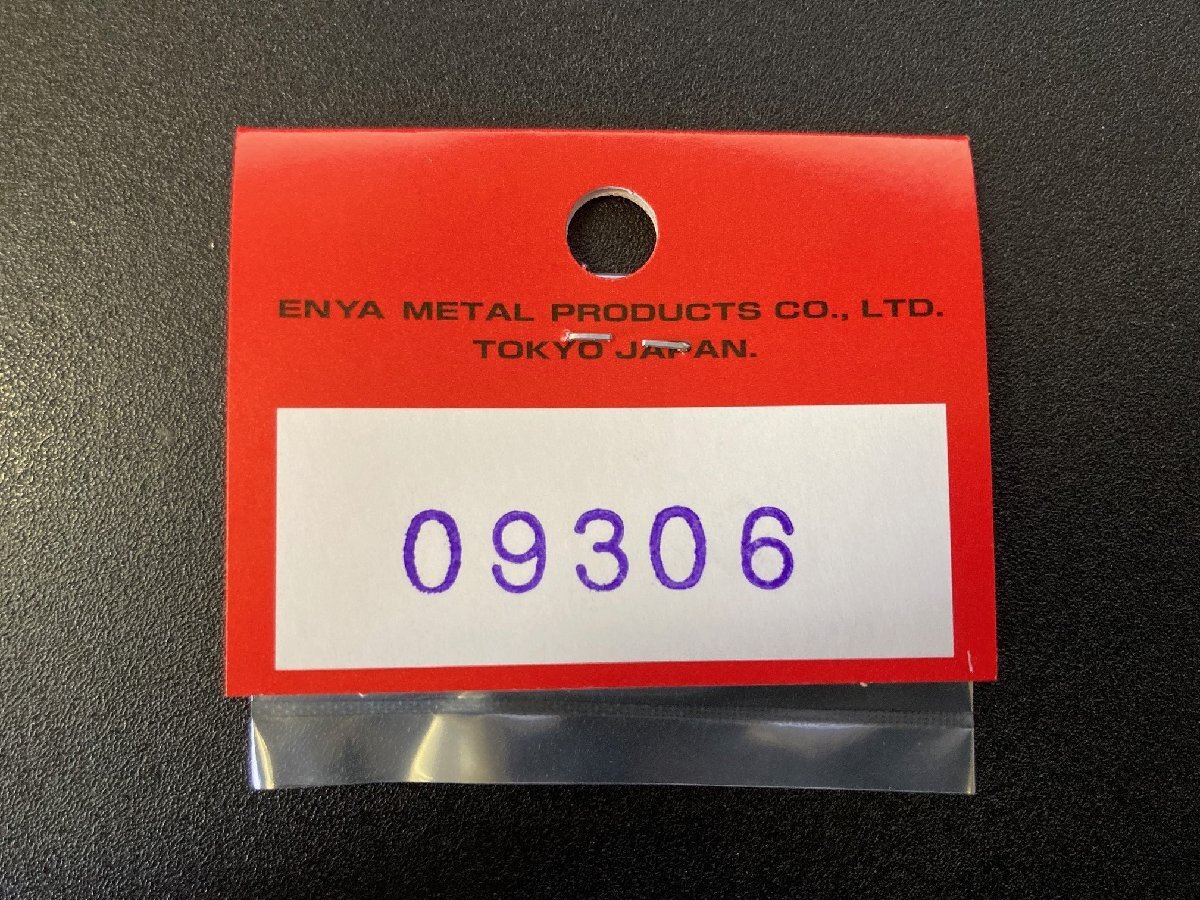 ENYA METAL PRODUCTS CO., LTD.
TOKYO JAPAN.
09306